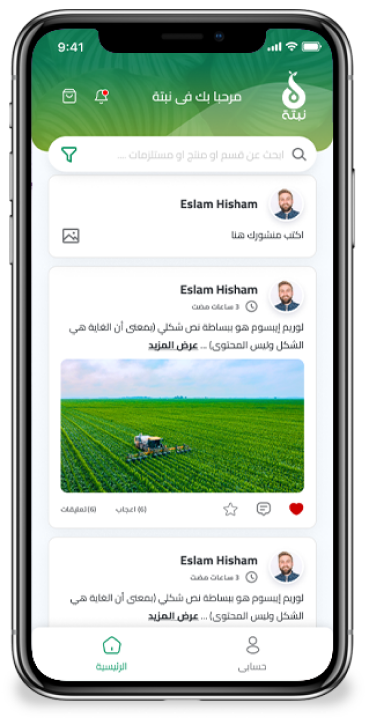 9:41
مرحبا بك فى نبتة
نبتة
ابحث عن قسم او منتج او مستلزمات ...
Eslam Hisham
اكتب منشورك هنا
Eslam Hisham
3 ساعات مضت
لوريم إيبسوم هو ببساطة نص شكلي (بمعنى أن الغاية هي
الشكل وليس المحتوى) ... عرض المزيد
(6) اعجاب (6) تعليقات
Eslam Hisham
3 ساعات مضت
لوريم إيبسوم هو ببساطة نص شكلي (بمعنى أن الغاية هي
الشكل وليس المحتوى) ... عرض المزيد
حسابى الرئيسية